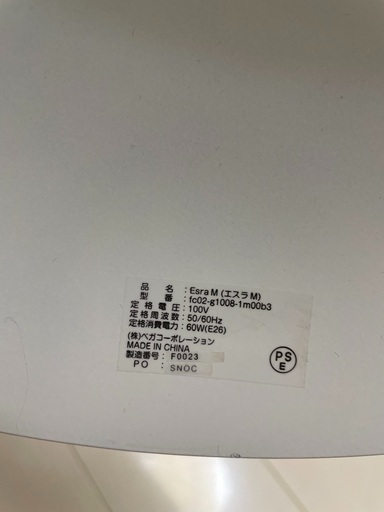 品名 : Esra M (エスラ M)
型番 : fc02-g1008-1m00b3
定格電圧 : 100V
定格周波数 : 50/60Hz
定格消費電力 : 60W(E26)
(株)ベガコーポレーション
MADE IN CHINA
製造番号 : F0023
PO : SNOC
PS
E